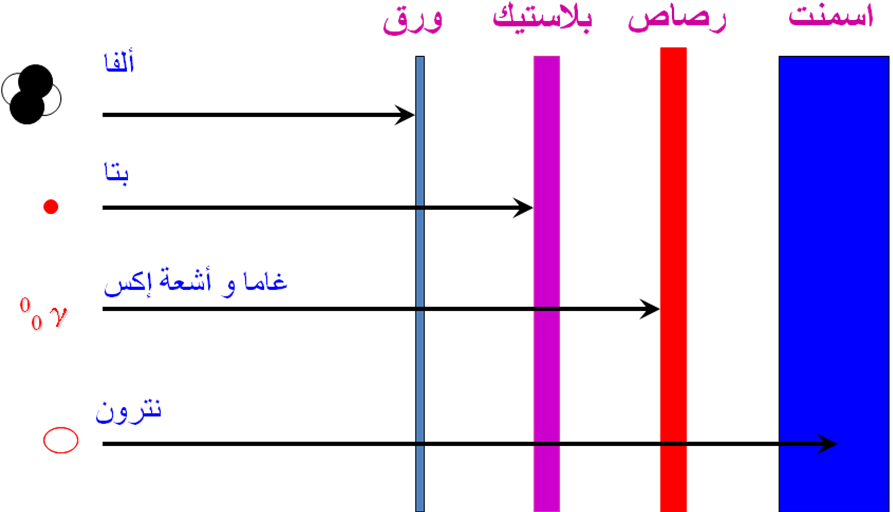 اسمنت رصاص بلاستيك ورق
ألفا
بتا
غاما و أشعة إكس
0 0 γ
نترون